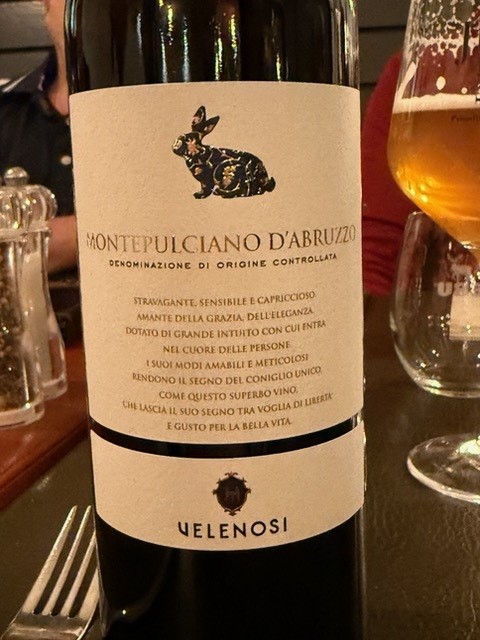 MONTEPULCIANO D'ABRUZZO
DENOMINAZIONE DI ORIGINE CONTROLLATA
STRAVAGANTE, SENSIBILE E CAPRICCIOSO
AMANTE DELLA GRAZIA, DELL'ELEGANZA
DOTATO DI GRANDE INTUITO CON CUI ENTRA
NEL CUORE DELLE PERSONE.
I SUOI MODI AMABILI E METICOLOSI
RENDONO IL SEGNO DEL CONIGLIO UNICO,
COME QUESTO SUPERBO VINO,
CHE LASCIA IL SUO SEGNO TRA VOGLIA DI LIBERTA'
E GUSTO PER LA BELLA VITA.
VELENOSI